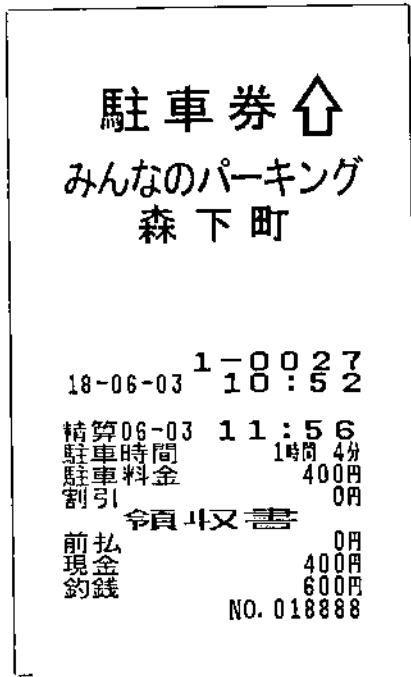 駐車券⇧
みんなのパーキング
森下町
1-0027
18-06-03 10:52
精算06-03 11:56
駐車時間 1時間 4分
駐車料金 400円
割引 0円
領収書
前払 0円
現金 400円
釣銭 600円
NO.018888